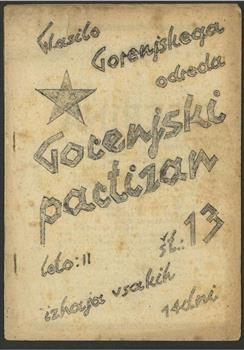 Glasilo
Gorenjskega
odreda
Gorenjski
partizan
leto: II
št.: 13
izhaja vsakih
14 dni